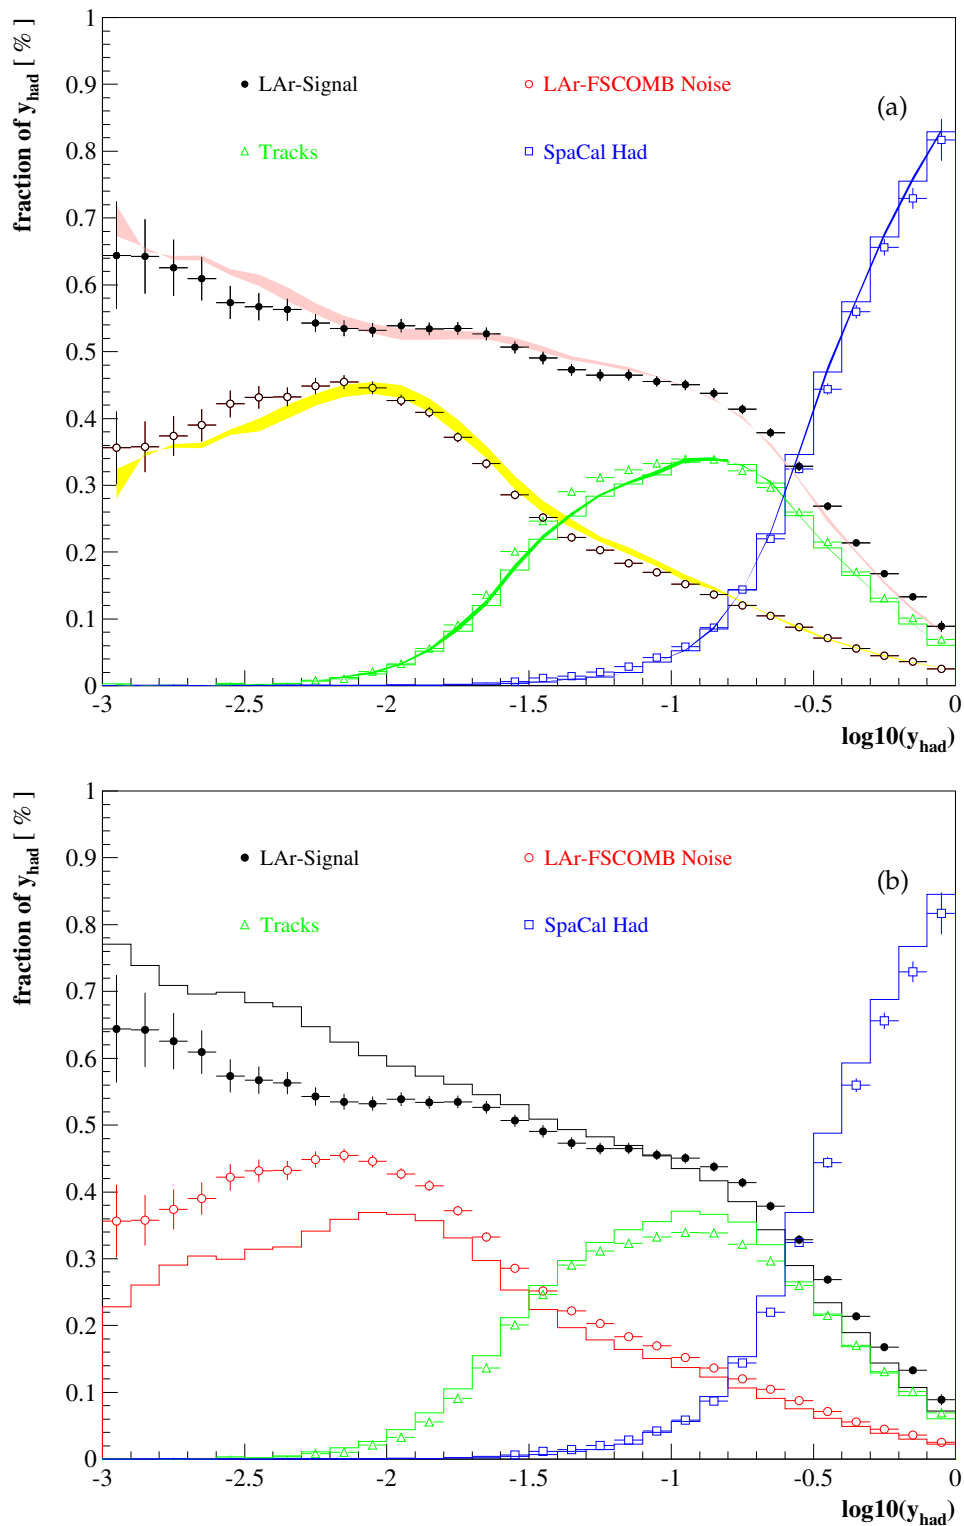 fraction of y_had [ % ]
1
0.9
0.8
0.7
0.6
0.5
0.4
0.3
0.2
0.1
0
LAr-Signal
LAr-FSCOMB Noise
(a)
Tracks
SpaCal Had
-3 -2.5 -2 -1.5 -1 -0.5 0
log10(y_had)
fraction of y_had [ % ]
1
0.9
0.8
0.7
0.6
0.5
0.4
0.3
0.2
0.1
0
LAr-Signal
LAr-FSCOMB Noise
(b)
Tracks
SpaCal Had
-3 -2.5 -2 -1.5 -1 -0.5 0
log10(y_had)